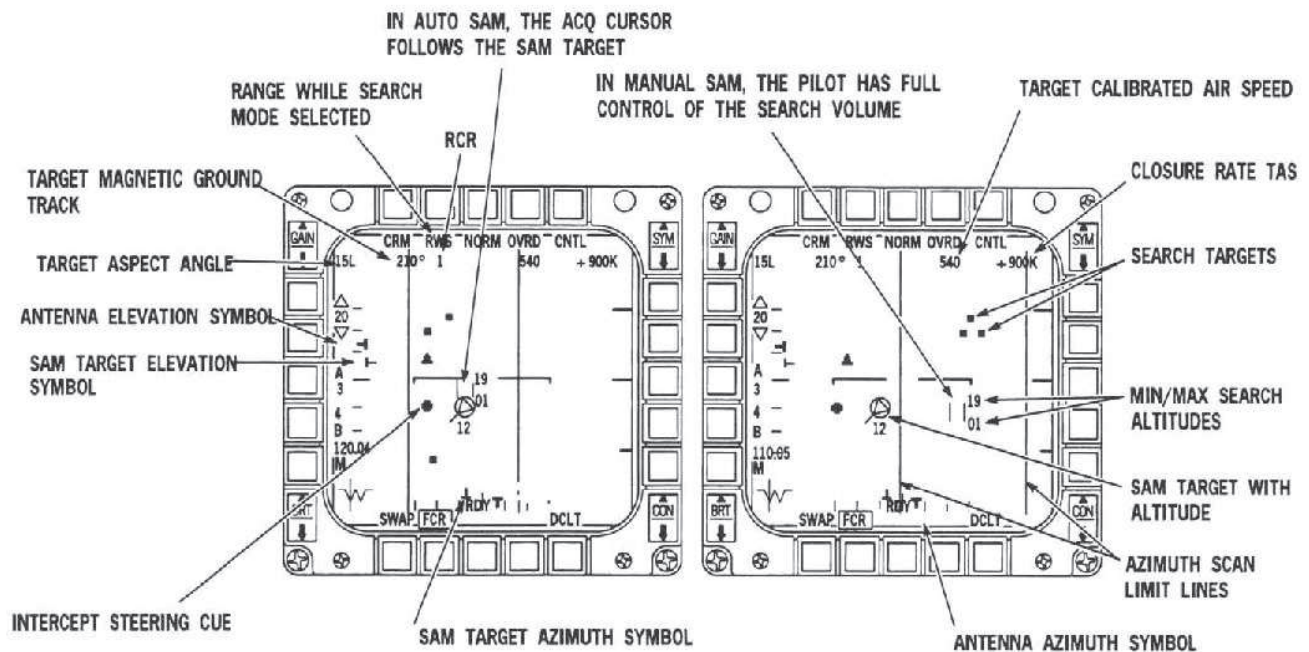 IN AUTO SAM, THE ACQ CURSOR
FOLLOWS THE SAM TARGET
IN MANUAL SAM, THE PILOT HAS FULL
CONTROL OF THE SEARCH VOLUME
TARGET CALIBRATED AIR SPEED
RANGE WHILE SEARCH
MODE SELECTED
RCR
TARGET MAGNETIC GROUND
TRACK
CLOSURE RATE TAS
TARGET ASPECT ANGLE
SEARCH TARGETS
ANTENNA ELEVATION SYMBOL
SAM TARGET ELEVATION
SYMBOL
MIN/MAX SEARCH
ALTITUDES
SAM TARGET WITH
ALTITUDE
AZIMUTH SCAN
LIMIT LINES
INTERCEPT STEERING CUE
SAM TARGET AZIMUTH SYMBOL
ANTENNA AZIMUTH SYMBOL
GAIN
SYM
CRM RWS NORM OVRD CNTL
15L 210° 1 540 +900K
20
A
3
19
01
4
B
12
120.04
M
RDY
BRT
CON
SWAP FCR DCLT
GAIN
SYM
CRM RWS NORM OVRD CNTL
15L 210° 1 540 +900K
20
A
3
19
4
01
B
12
110.05
M
RDY
BRT
CON
SWAP FCR DCLT